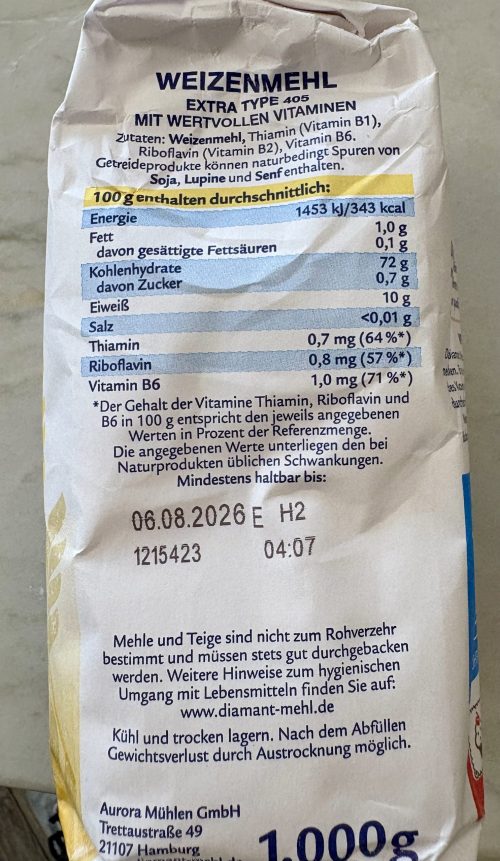 WEIZENMEHL
EXTRA TYPE 405
MIT WERTVOLLEN VITAMINEN
Zutaten: Weizenmehl, Thiamin (Vitamin B1),
Riboflavin (Vitamin B2), Vitamin B6.
Getreideprodukte können naturbedingt Spuren von
Soja, Lupine und Senf enthalten.
100 g enthalten durchschnittlich:
Energie 1453 kJ/343 kcal
Fett 1,0 g
davon gesättigte Fettsäuren 0,1 g
Kohlenhydrate 72 g
davon Zucker 0,7 g
Eiweiß 10 g
Salz <0,01 g
Thiamin 0,7 mg (64 %*)
Riboflavin 0,8 mg (57 %*)
Vitamin B6 1,0 mg (71 %*)
*Der Gehalt der Vitamine Thiamin, Riboflavin und
B6 in 100 g entspricht den jeweils angegebenen
Werten in Prozent der Referenzmenge.
Die angegebenen Werte unterliegen den bei
Naturprodukten üblichen Schwankungen.
Mindestens haltbar bis:
06.08.2026 E H2
1215423 04:07
Mehle und Teige sind nicht zum Rohverzehr
bestimmt und müssen stets gut durchgebacken
werden. Weitere Hinweise zum hygienischen
Umgang mit Lebensmitteln finden Sie auf:
www.diamant-mehl.de
Kühl und trocken lagern. Nach dem Abfüllen
Gewichtsverlust durch Austrocknung möglich.
Aurora Mühlen GmbH
Trettaustraße 49
21107 Hamburg
1.000g